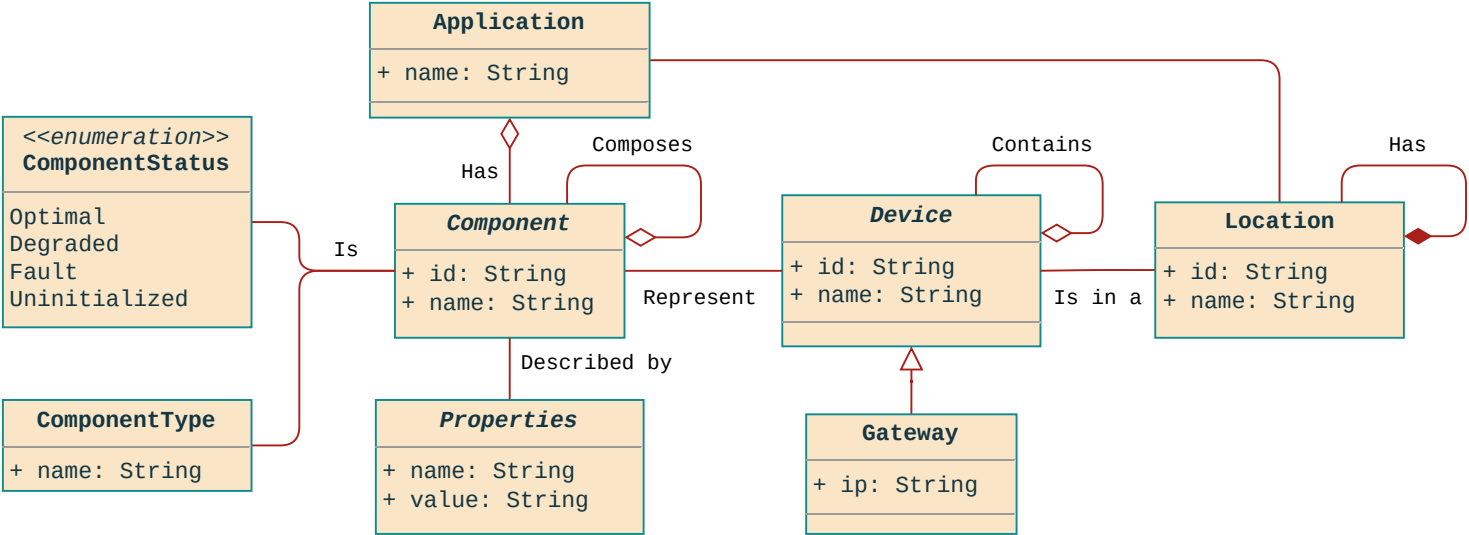 Application
+ name: String
<<enumeration>>
ComponentStatus
Optimal
Degraded
Fault
Uninitialized
Is
Has
Composes
Component
+ id: String
+ name: String
Represent
Contains
Device
+ id: String
+ name: String
Is in a
Has
Location
+ id: String
+ name: String
Described by
ComponentType
+ name: String
Properties
+ name: String
+ value: String
Gateway
+ ip: String